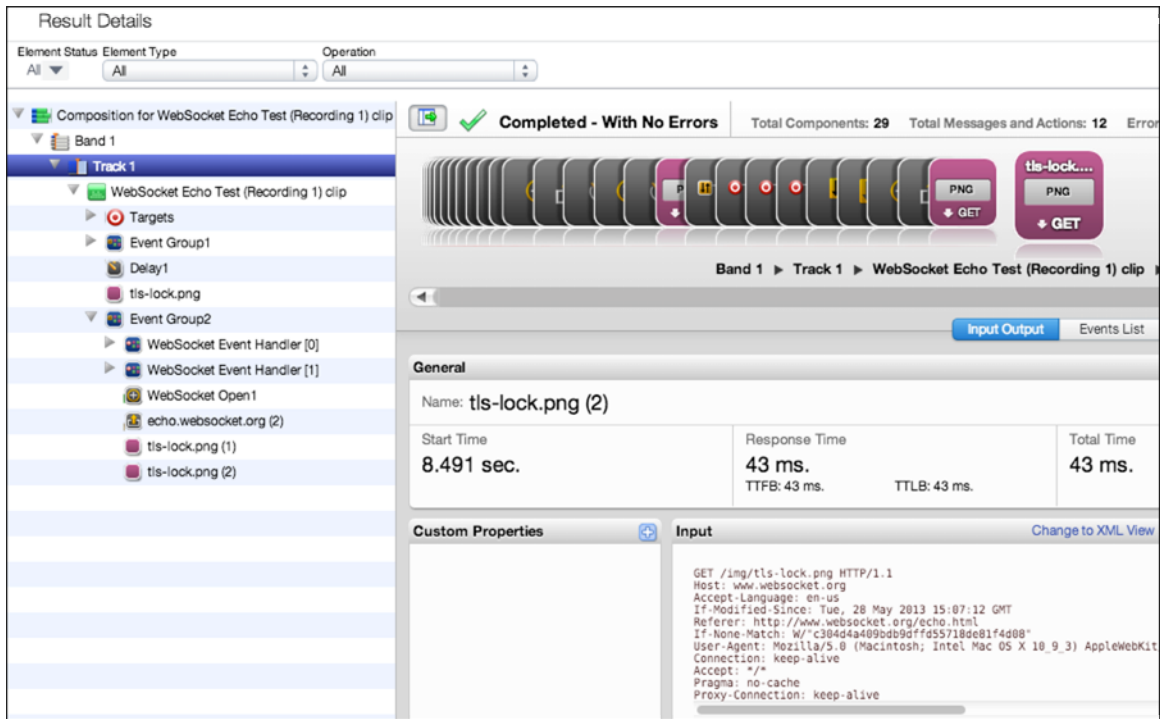 Result Details
Element Status Element Type Operation
All All All
Composition for WebSocket Echo Test (Recording 1) clip
Band 1
Track 1
WebSocket Echo Test (Recording 1) clip
Targets
Event Group1
Delay1
tls-lock.png
Event Group2
WebSocket Event Handler [0]
WebSocket Event Handler [1]
WebSocket Open1
echo.websocket.org (2)
tls-lock.png (1)
tls-lock.png (2)
Completed - With No Errors Total Components: 29 Total Messages and Actions: 12 Error
P
PNG
GET
tls-lock....
PNG
GET
Band 1 ▶ Track 1 ▶ WebSocket Echo Test (Recording 1) clip
Input Output Events List
General
Name: tls-lock.png (2)
Start Time Response Time Total Time
8.491 sec. 43 ms. 43 ms.
TTFB: 43 ms. TTLB: 43 ms.
Custom Properties Input Change to XML View
GET /img/tls-lock.png HTTP/1.1
Host: www.websocket.org
Accept-Language: en-us
If-Modified-Since: Tue, 28 May 2013 15:07:12 GMT
Referer: http://www.websocket.org/echo.html
If-None-Match: W/"c304d4a409bdb9dffd55718de81f4d08"
User-Agent: Mozilla/5.0 (Macintosh; Intel Mac OS X 10_9_3) AppleWebKit
Connection: keep-alive
Accept: */*
Pragma: no-cache
Proxy-Connection: keep-alive